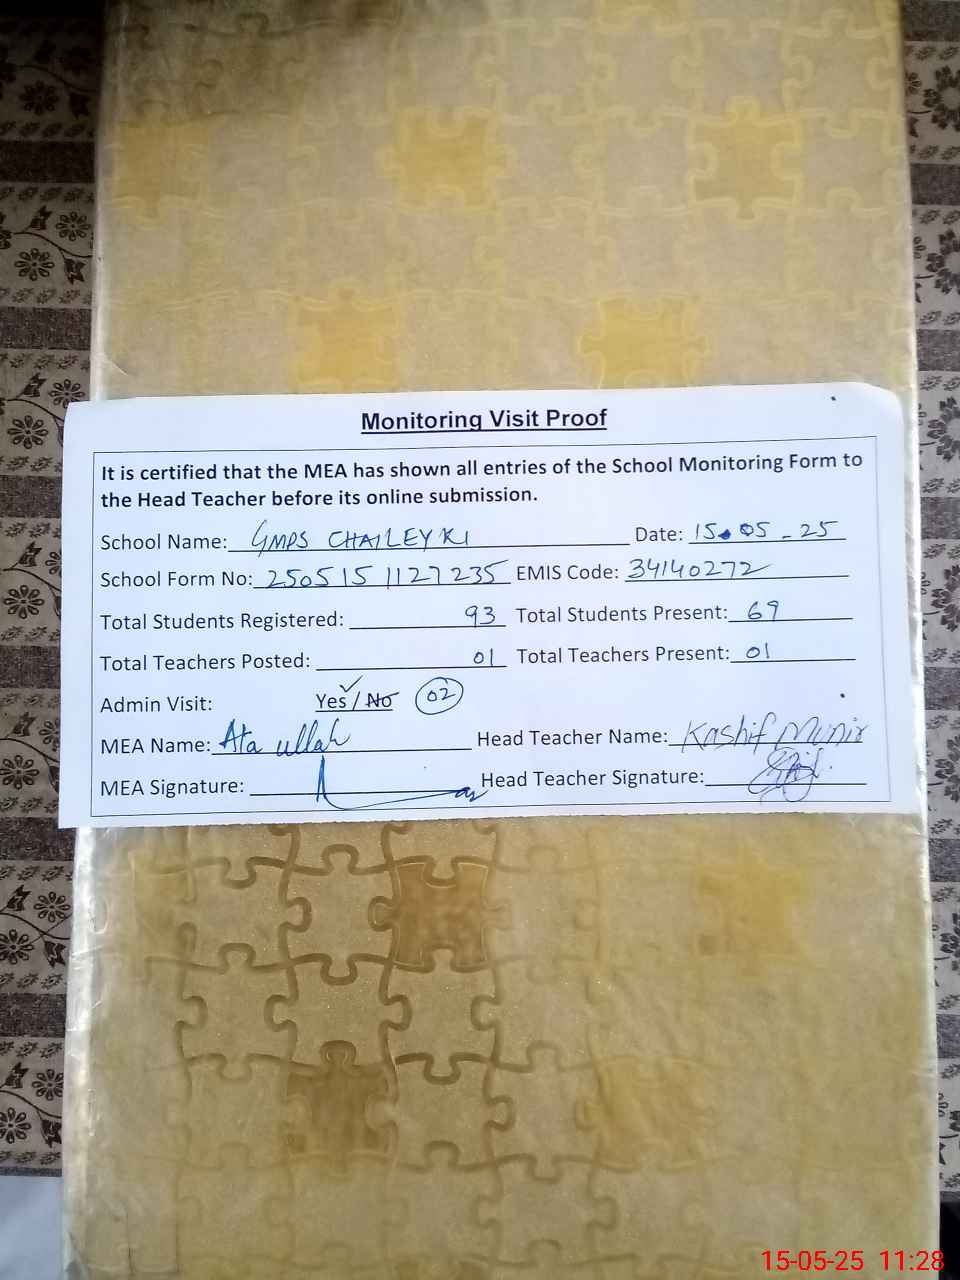 Monitoring Visit Proof
It is certified that the MEA has shown all entries of the School Monitoring Form to
the Head Teacher before its online submission.
School Name: GMPS CHAILEY KI Date: 15.05-25
School Form No: 2505151127235 EMIS Code: 34140272
Total Students Registered: 93 Total Students Present: 69
Total Teachers Posted: 01 Total Teachers Present: 01
Admin Visit: Yes / No 02
MEA Name: Ata ullah Head Teacher Name: Kashif Munir
MEA Signature: Head Teacher Signature:
15-05-25 11:28